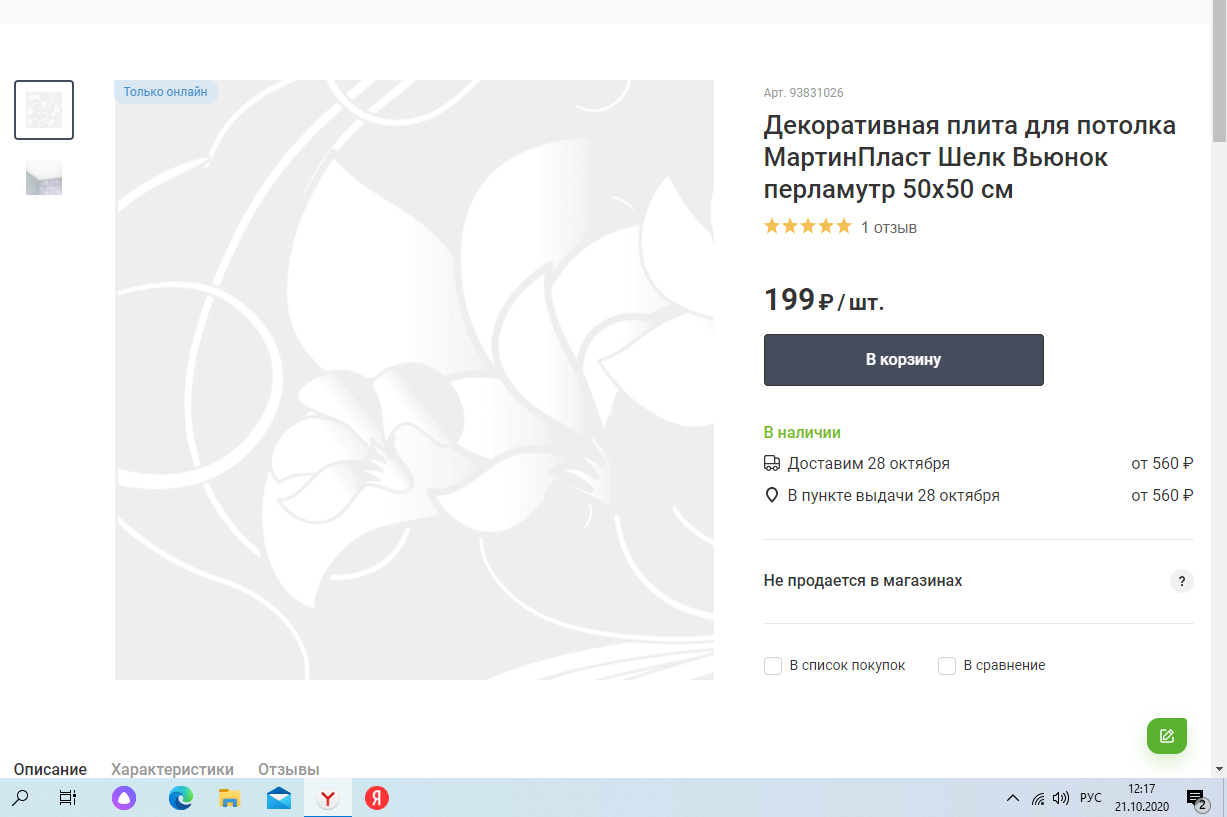 Только онлайн
Арт. 93831026
Декоративная плита для потолка
МартинПласт Шелк Вьюнок
перламутр 50х50 см
1 отзыв
199 ₽ / шт.
В корзину
В наличии
Доставим 28 октября от 560 ₽
В пункте выдачи 28 октября от 560 ₽
Не продается в магазинах ?
В список покупок В сравнение
Описание Характеристики Отзывы
Y Я РУС 12:17
21.10.2020 2